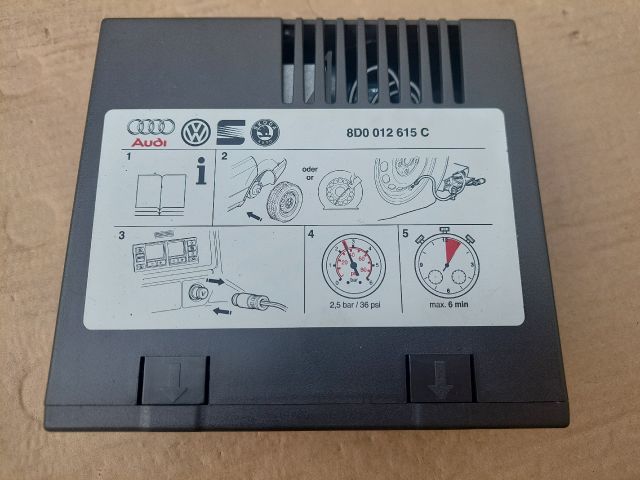 Audi
8D0 012 615 C
1
i
2
oder
or
3
4
bar
2,5 bar / 36 psi
5
max. 6 min